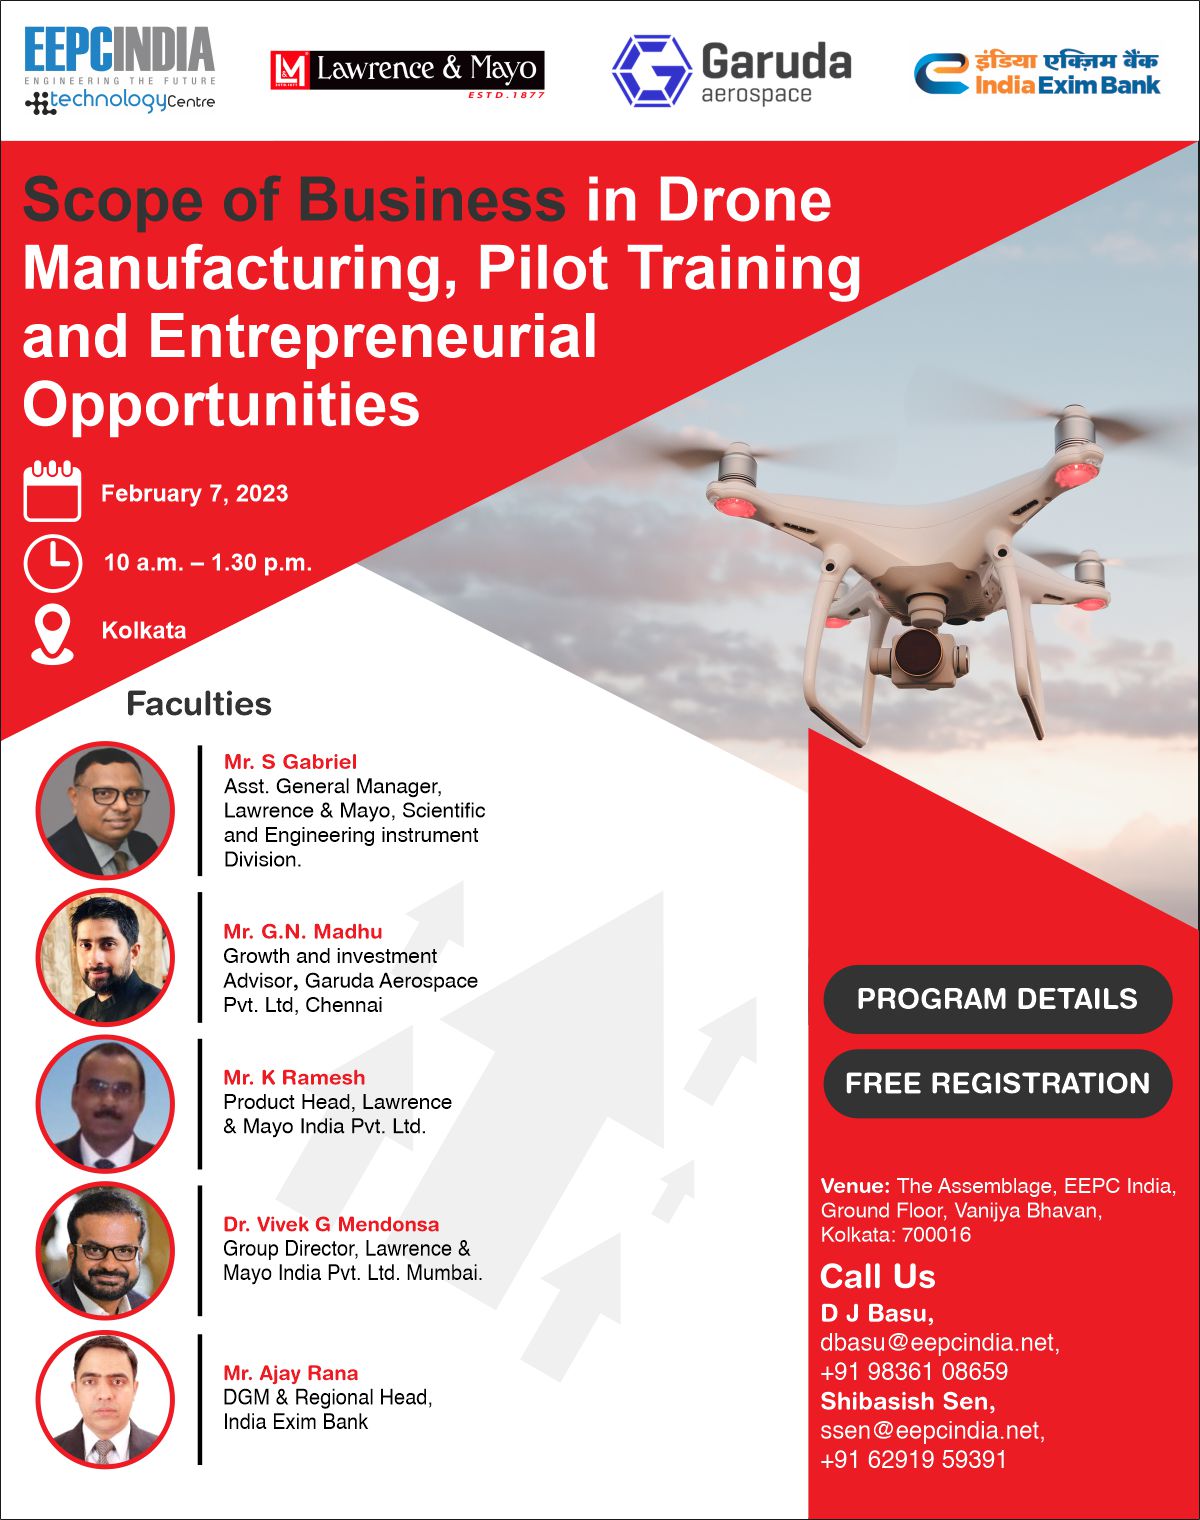 EEPCINDIA
ENGINEERING THE FUTURE
technologyCentre
L&M
ESTD.1877
Lawrence & Mayo
ESTD.1877
Garuda
aerospace
इंडिया एक्ज़िम बैंक
India Exim Bank
Scope of Business in Drone
Manufacturing, Pilot Training
and Entrepreneurial
Opportunities
February 7, 2023
10 a.m. – 1.30 p.m.
Kolkata
Faculties
Mr. S Gabriel
Asst. General Manager,
Lawrence & Mayo, Scientific
and Engineering instrument
Division.
Mr. G.N. Madhu
Growth and investment
Advisor, Garuda Aerospace
Pvt. Ltd, Chennai
Mr. K Ramesh
Product Head, Lawrence
& Mayo India Pvt. Ltd.
Dr. Vivek G Mendonsa
Group Director, Lawrence &
Mayo India Pvt. Ltd. Mumbai.
Mr. Ajay Rana
DGM & Regional Head,
India Exim Bank
PROGRAM DETAILS
FREE REGISTRATION
Venue: The Assemblage, EEPC India,
Ground Floor, Vanijya Bhavan,
Kolkata: 700016
Call Us
D J Basu,
dbasu@eepcindia.net,
+91 98361 08659
Shibasish Sen,
ssen@eepcindia.net,
+91 62919 59391